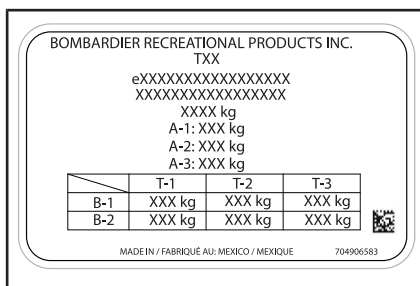 BOMBARDIER RECREATIONAL PRODUCTS INC.
TXX
eXXXXXXXXXXXXXXXXX
XXXXXXXXXXXXXXXXX
XXXX kg
A-1: XXX kg
A-2: XXX kg
A-3: XXX kg
T-1 T-2 T-3
B-1 XXX kg XXX kg XXX kg
B-2 XXX kg XXX kg XXX kg
MADE IN / FABRIQUÉ AU: MEXICO / MEXIQUE 704906583